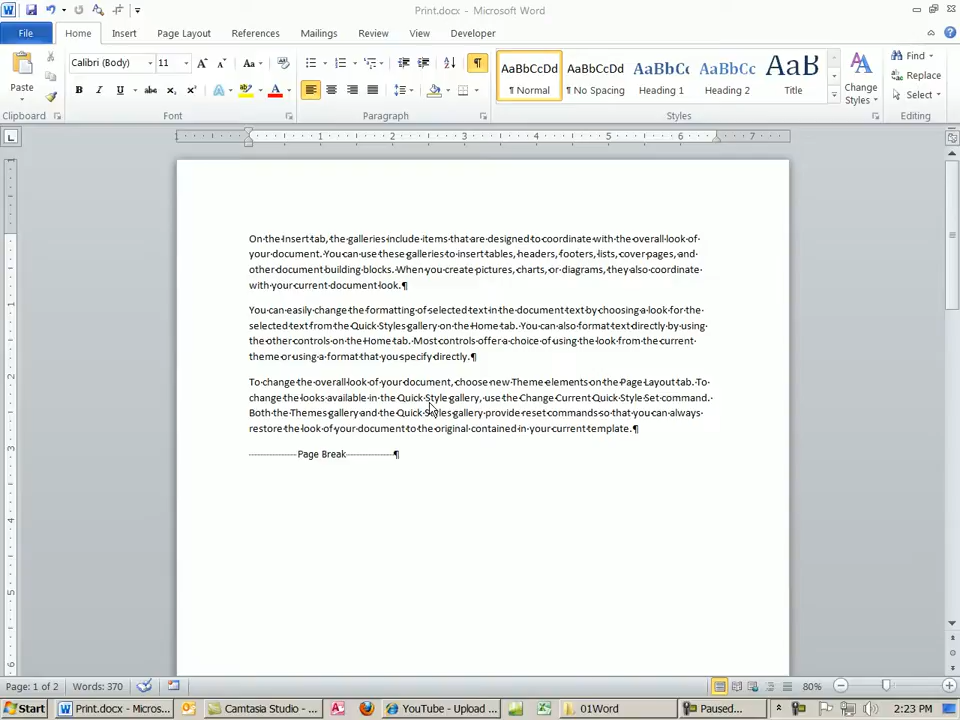 Print.docx - Microsoft Word
File Home Insert Page Layout References Mailings Review View Developer
Calibri (Body) 11 Aa
AaBbCcDd AaBbCcDd AaBbCc AaBbCc AaB
¶ Normal ¶ No Spacing Heading 1 Heading 2 Title
Paste
B I U abc x₂ x² A ab A
Change Styles
Find
Replace
Select
Clipboard Font Paragraph Styles Editing
1 2 3 4 5 6 7
On·the·Insert·tab,·the·galleries·include·items·that·are·designed·to·coordinate·with·the·overall·look·of·
your·document.·You·can·use·these·galleries·to·insert·tables,·headers,·footers,·lists,·cover·pages,·and·
other·document·building·blocks.·When·you·create·pictures,·charts,·or·diagrams,·they·also·coordinate·
with·your·current·document·look.¶
You·can·easily·change·the·formatting·of·selected·text·in·the·document·text·by·choosing·a·look·for·the·
selected·text·from·the·Quick·Styles·gallery·on·the·Home·tab.·You·can·also·format·text·directly·by·using·
the·other·controls·on·the·Home·tab.·Most·controls·offer·a·choice·of·using·the·look·from·the·current·
theme·or·using·a·format·that·you·specify·directly.¶
To·change·the·overall·look·of·your·document,·choose·new·Theme·elements·on·the·Page·Layout·tab.·To·
change·the·looks·available·in·the·Quick·Style·gallery,·use·the·Change·Current·Quick·Style·Set·command.·
Both·the·Themes·gallery·and·the·Quick·Styles·gallery·provide·reset·commands·so·that·you·can·always·
restore·the·look·of·your·document·to·the·original·contained·in·your·current·template.¶
Page Break ¶
Page: 1 of 2 Words: 370 80%
Start Print.docx - Micros... Camtasia Studio - ... YouTube - Upload ... 01Word Paused... 2:23 PM